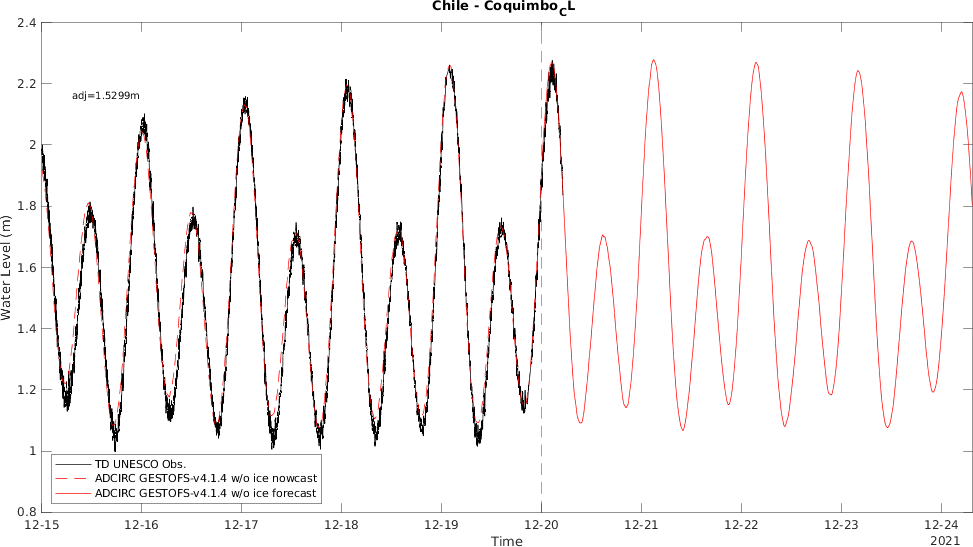 Chile - Coquimbo_CL
2.4
2.2
2
1.8
1.6
1.4
1.2
1
0.8
Water Level (m)
adj=1.5299m
TD UNESCO Obs.
ADCIRC GESTOFS-v4.1.4 w/o ice nowcast
ADCIRC GESTOFS-v4.1.4 w/o ice forecast
12-15 12-16 12-17 12-18 12-19 12-20 12-21 12-22 12-23 12-24
2021
Time